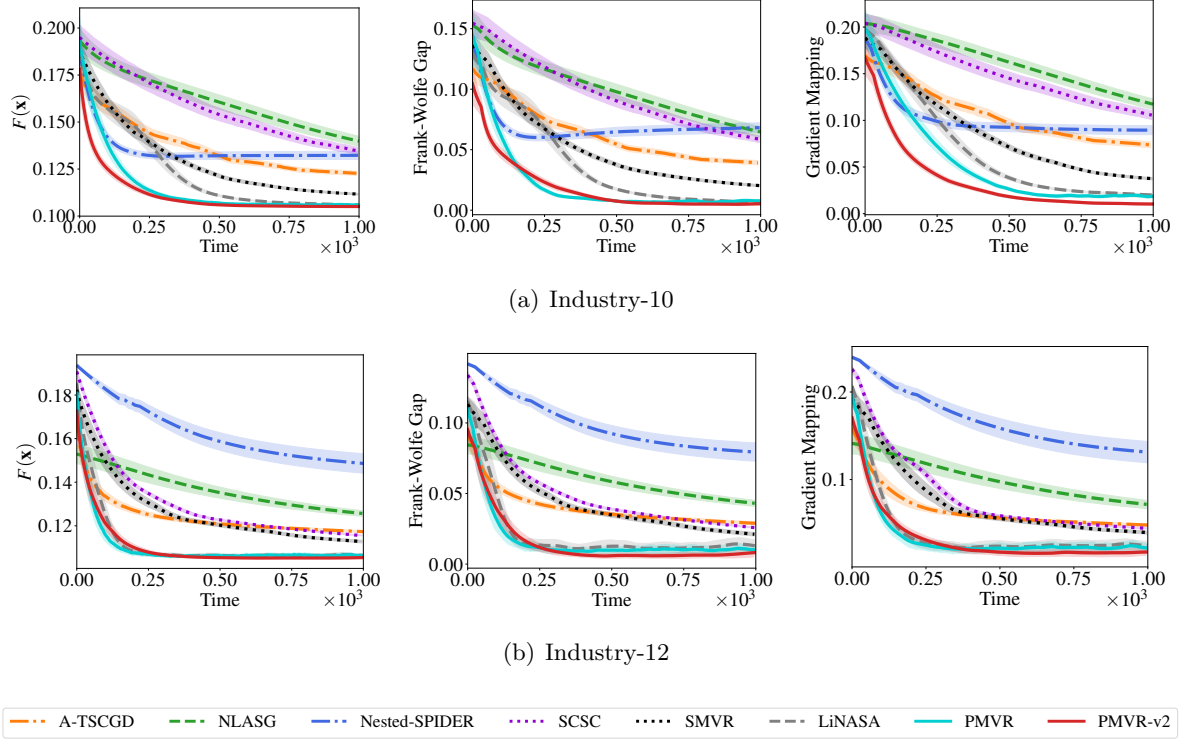 F(x)
0.200
0.175
0.150
0.125
0.100
0.00 0.25 0.50 0.75 1.00
Time ×10³
Frank-Wolfe Gap
0.15
0.10
0.05
0.00
0.00 0.25 0.50 0.75 1.00
Time ×10³
Gradient Mapping
0.20
0.15
0.10
0.05
0.00
0.00 0.25 0.50 0.75 1.00
Time ×10³
(a) Industry-10
F(x)
0.18
0.16
0.14
0.12
0.00 0.25 0.50 0.75 1.00
Time ×10³
Frank-Wolfe Gap
0.10
0.05
0.00
0.00 0.25 0.50 0.75 1.00
Time ×10³
Gradient Mapping
0.2
0.1
0.00 0.25 0.50 0.75 1.00
Time ×10³
(b) Industry-12
A-TSCGD NLASG Nested-SPIDER SCSC SMVR LiNASA PMVR PMVR-v2